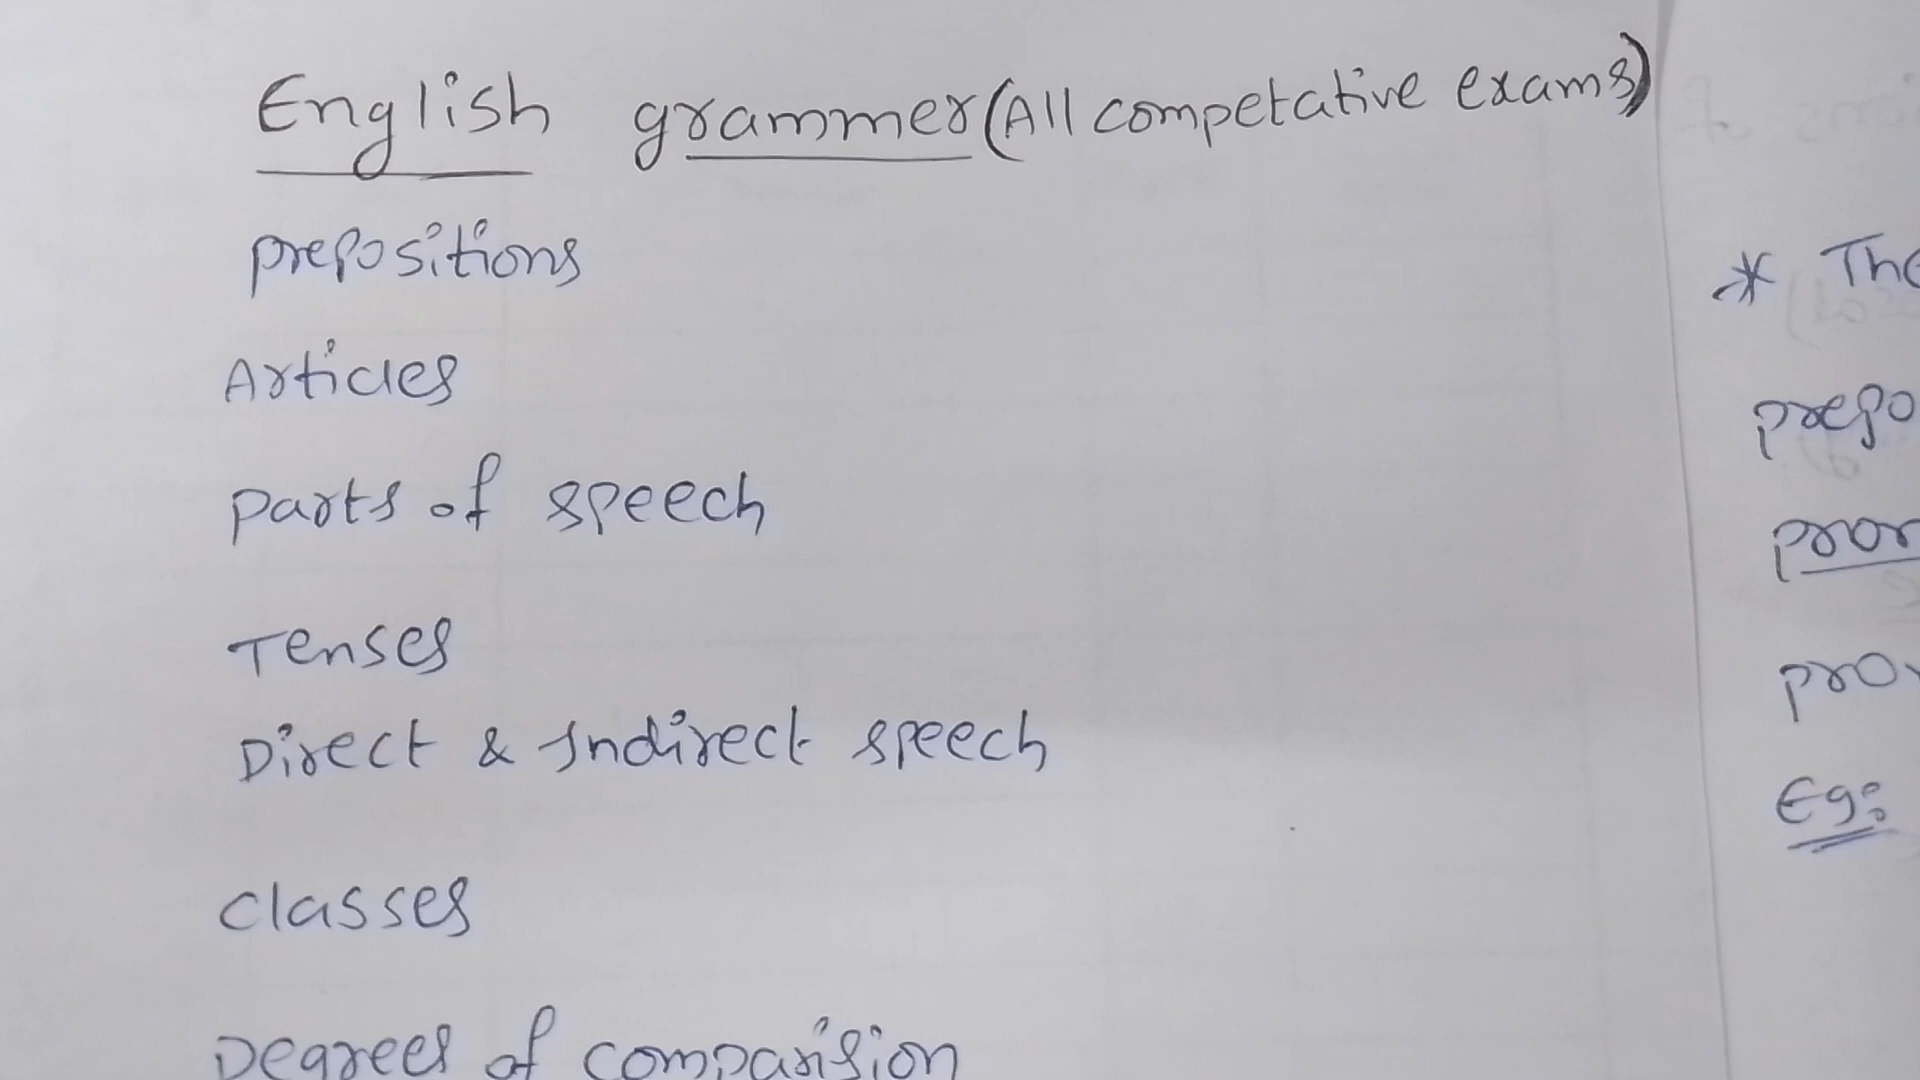 English grammer (All competative exams)
prepositions
Articles
parts of speech
Tenses
Direct & Indirect speech
classes
Degrees of comparision
* The
prepo
pron
pro
Eg: